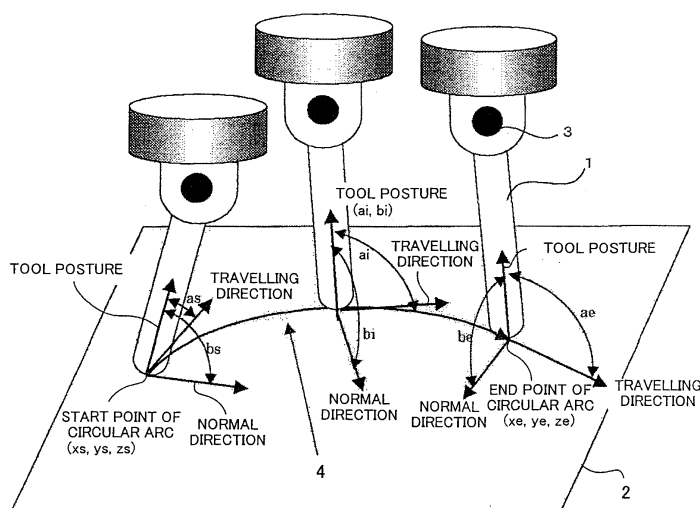 3
1
TOOL POSTURE
(ai, bi)
TRAVELLING
DIRECTION
TOOL POSTURE
TOOL POSTURE
TRAVELLING
DIRECTION
ai
as
bs
bi
be
ae
START POINT OF
CIRCULAR ARC
(xs, ys, zs)
NORMAL
DIRECTION
NORMAL
DIRECTION
NORMAL
DIRECTION
END POINT OF
CIRCULAR ARC
(xe, ye, ze)
TRAVELLING
DIRECTION
4
2